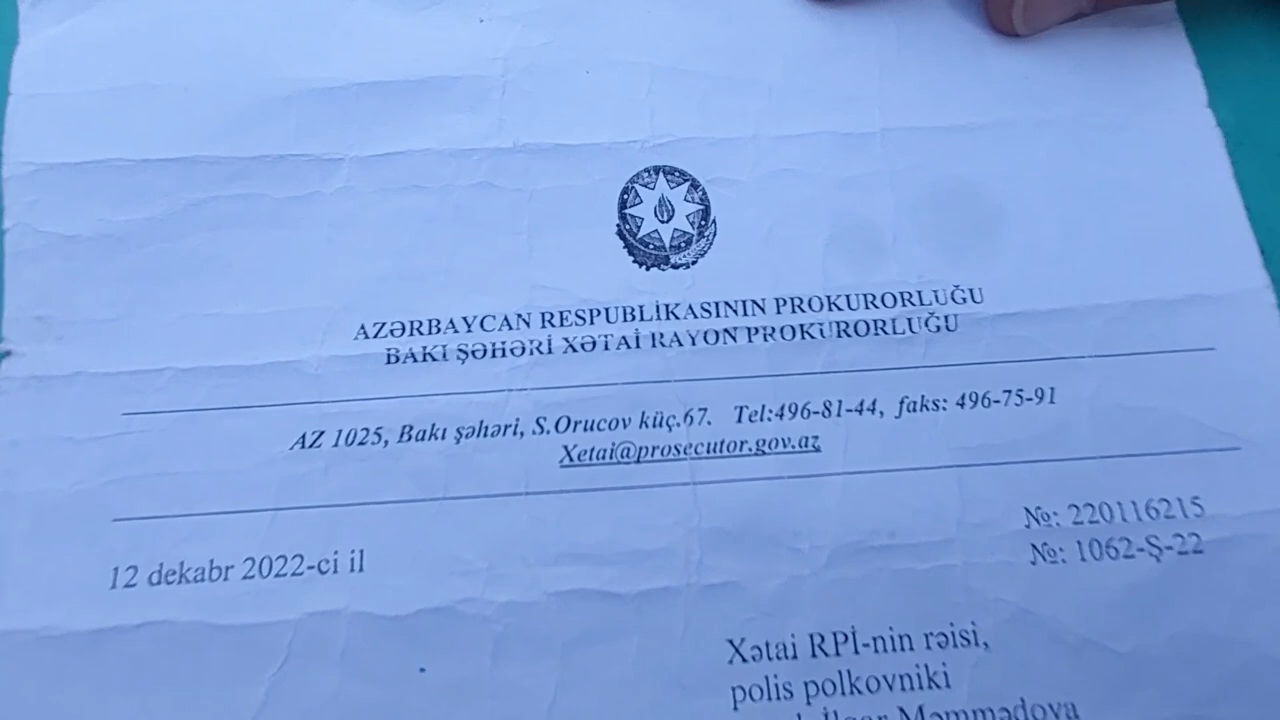 AZƏRBAYCAN RESPUBLİKASININ PROKURORLUĞU
BAKI ŞƏHƏRİ XƏTAİ RAYON PROKURORLUĞU
AZ 1025, Bakı şəhəri, S.Orucov küç.67. Tel:496-81-44, faks: 496-75-91
Xetai@prosecutor.gov.az
№: 220116215
12 dekabr 2022-ci il
№: 1062-Ş-22
Xətai RPİ-nin rəisi,
polis polkovniki
İlqar Məmmədova